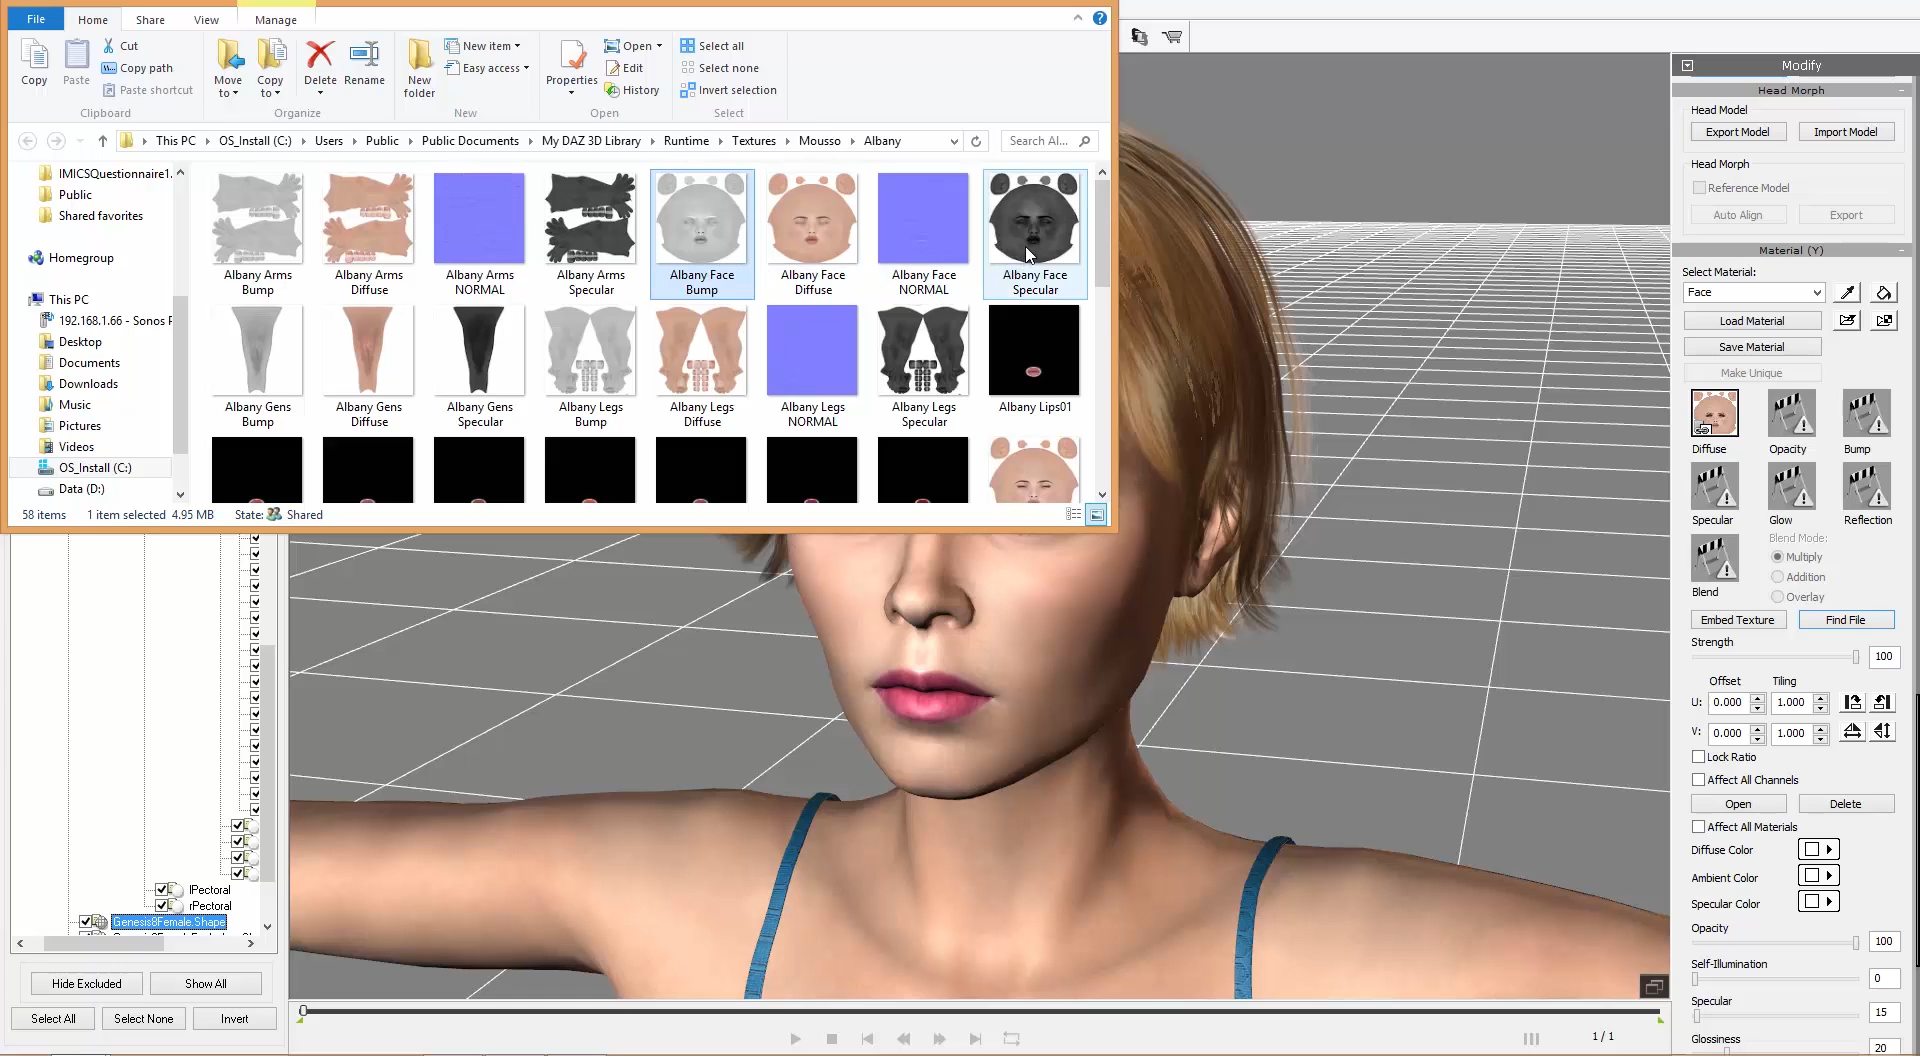 File Home Share View Manage
Copy Paste Cut Copy path Paste shortcut
Clipboard
Move to Copy to Delete Rename
Organize
New folder New item Easy access
New
Properties Open Edit History
Open
Select all
Select none
Invert selection
Select
This PC › OS_Install (C:) › Users › Public › Public Documents › My DAZ 3D Library › Runtime › Textures › Mousso › Albany
Search Al...
IMICSQuestionnaire1.
Public
Shared favorites
Homegroup
This PC
192.168.1.66 - Sonos
Desktop
Documents
Downloads
Music
Pictures
Videos
OS_Install (C:)
Data (D:)
Albany Arms Bump
Albany Arms Diffuse
Albany Arms NORMAL
Albany Arms Specular
Albany Face Bump
Albany Face Diffuse
Albany Face NORMAL
Albany Face Specular
Albany Gens Bump
Albany Gens Diffuse
Albany Gens Specular
Albany Legs Bump
Albany Legs Diffuse
Albany Legs NORMAL
Albany Legs Specular
Albany Lips01
58 items 1 item selected 4.95 MB State: Shared
lPectoral
rPectoral
Genesis8Female.Shape
Hide Excluded Show All
Select All Select None Invert
1 / 1
Modify
Head Morph
Head Model
Export Model Import Model
Head Morph
Reference Model
Auto Align Export
Material (Y)
Select Material:
Face
Load Material
Save Material
Make Unique
Diffuse Opacity Bump
Specular Glow Reflection
Blend Mode:
Multiply
Addition
Overlay
Blend
Embed Texture Find File
Strength
100
Offset Tiling
U: 0.000 1.000
V: 0.000 1.000
Lock Ratio
Affect All Channels
Open Delete
Affect All Materials
Diffuse Color
Ambient Color
Specular Color
Opacity
100
Self-Illumination
0
Specular
15
Glossiness
20